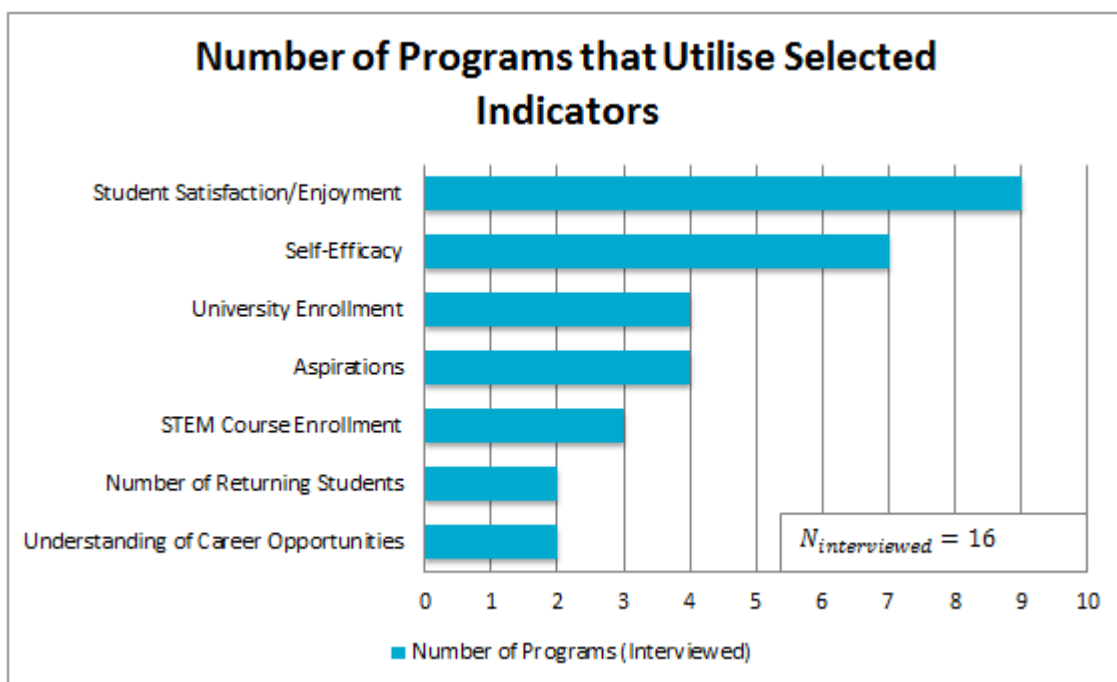 Number of Programs that Utilise Selected
Indicators
Student Satisfaction/Enjoyment
Self-Efficacy
University Enrollment
Aspirations
STEM Course Enrollment
Number of Returning Students
Understanding of Career Opportunities
N_interviewed = 16
0 1 2 3 4 5 6 7 8 9 10
Number of Programs (Interviewed)